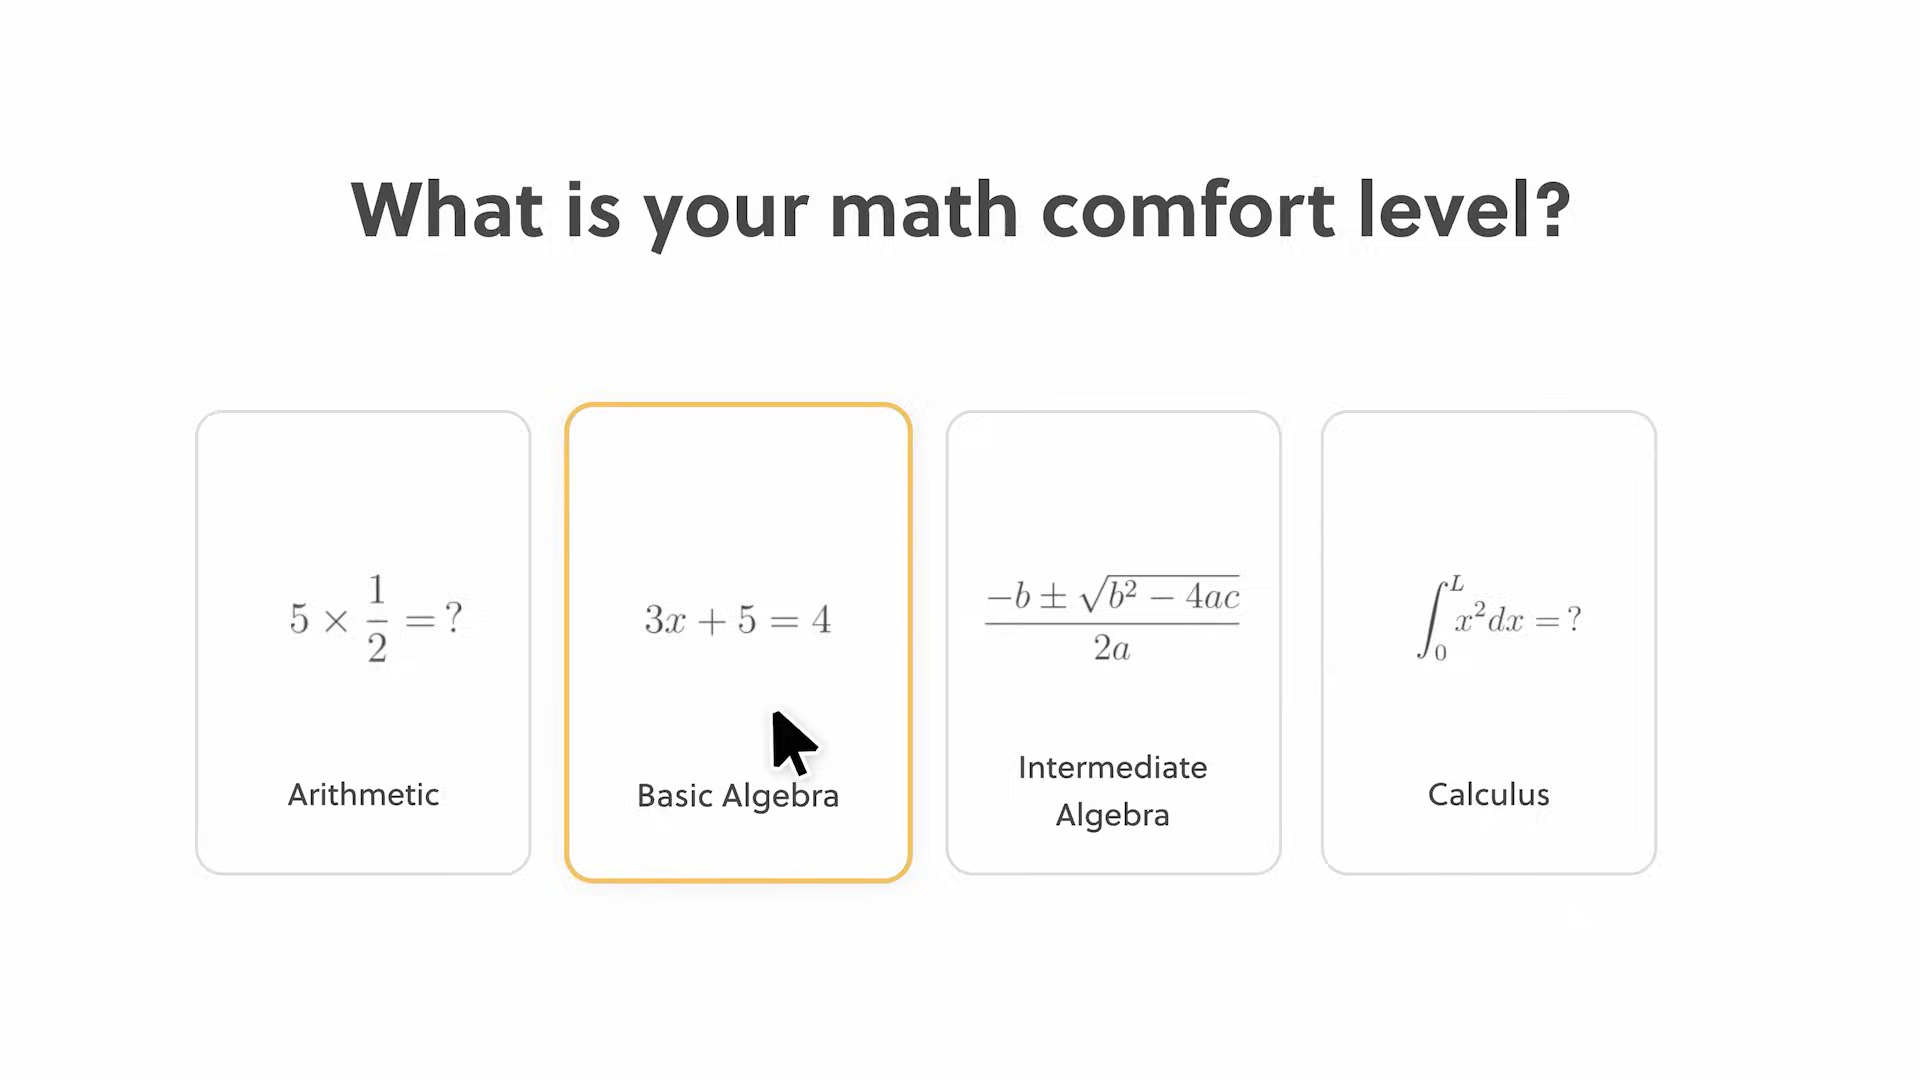 What is your math comfort level?
5 × 1/2 = ?
Arithmetic
3x + 5 = 4
Basic Algebra
−b ± √(b² − 4ac)
2a
Intermediate
Algebra
∫₀ᴸ x²dx = ?
Calculus